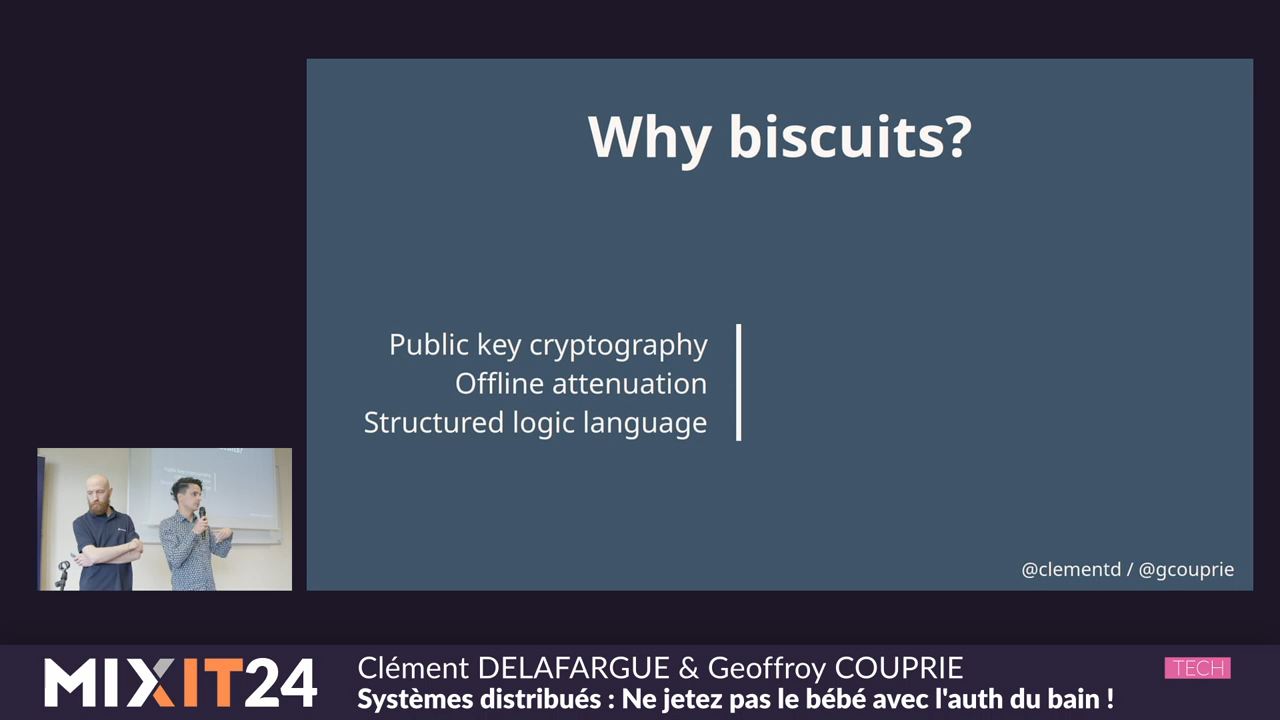 Why biscuits?
Public key cryptography
Offline attenuation
Structured logic language
@clementd / @gcouprie
MIXIT24
Clément DELAFARGUE & Geoffroy COUPRIE
TECH
Systèmes distribués : Ne jetez pas le bébé avec l'auth du bain !